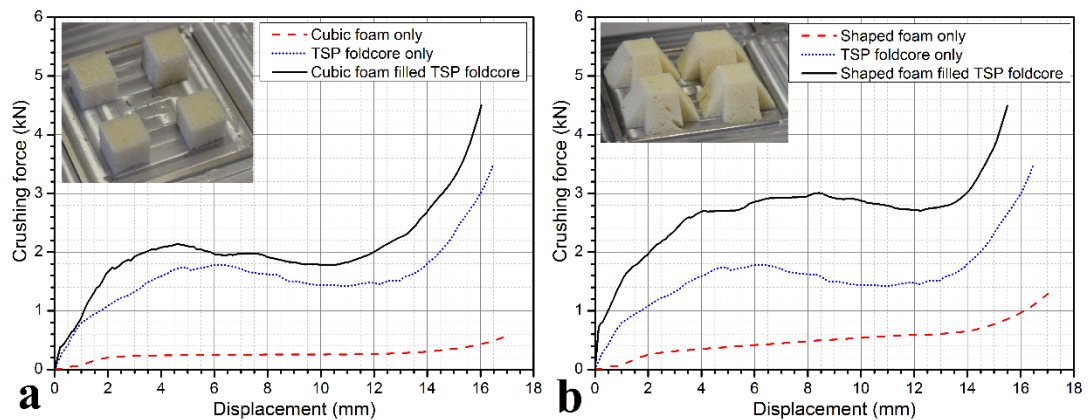 6
5
4
3
2
1
0
Crushing force (kN)
Cubic foam only
TSP foldcore only
Cubic foam filled TSP foldcore
0 2 4 6 8 10 12 14 16 18
Displacement (mm)
a
6
5
4
3
2
1
0
Crushing force (kN)
Shaped foam only
TSP foldcore only
Shaped foam filled TSP foldcore
0 2 4 6 8 10 12 14 16 18
Displacement (mm)
b